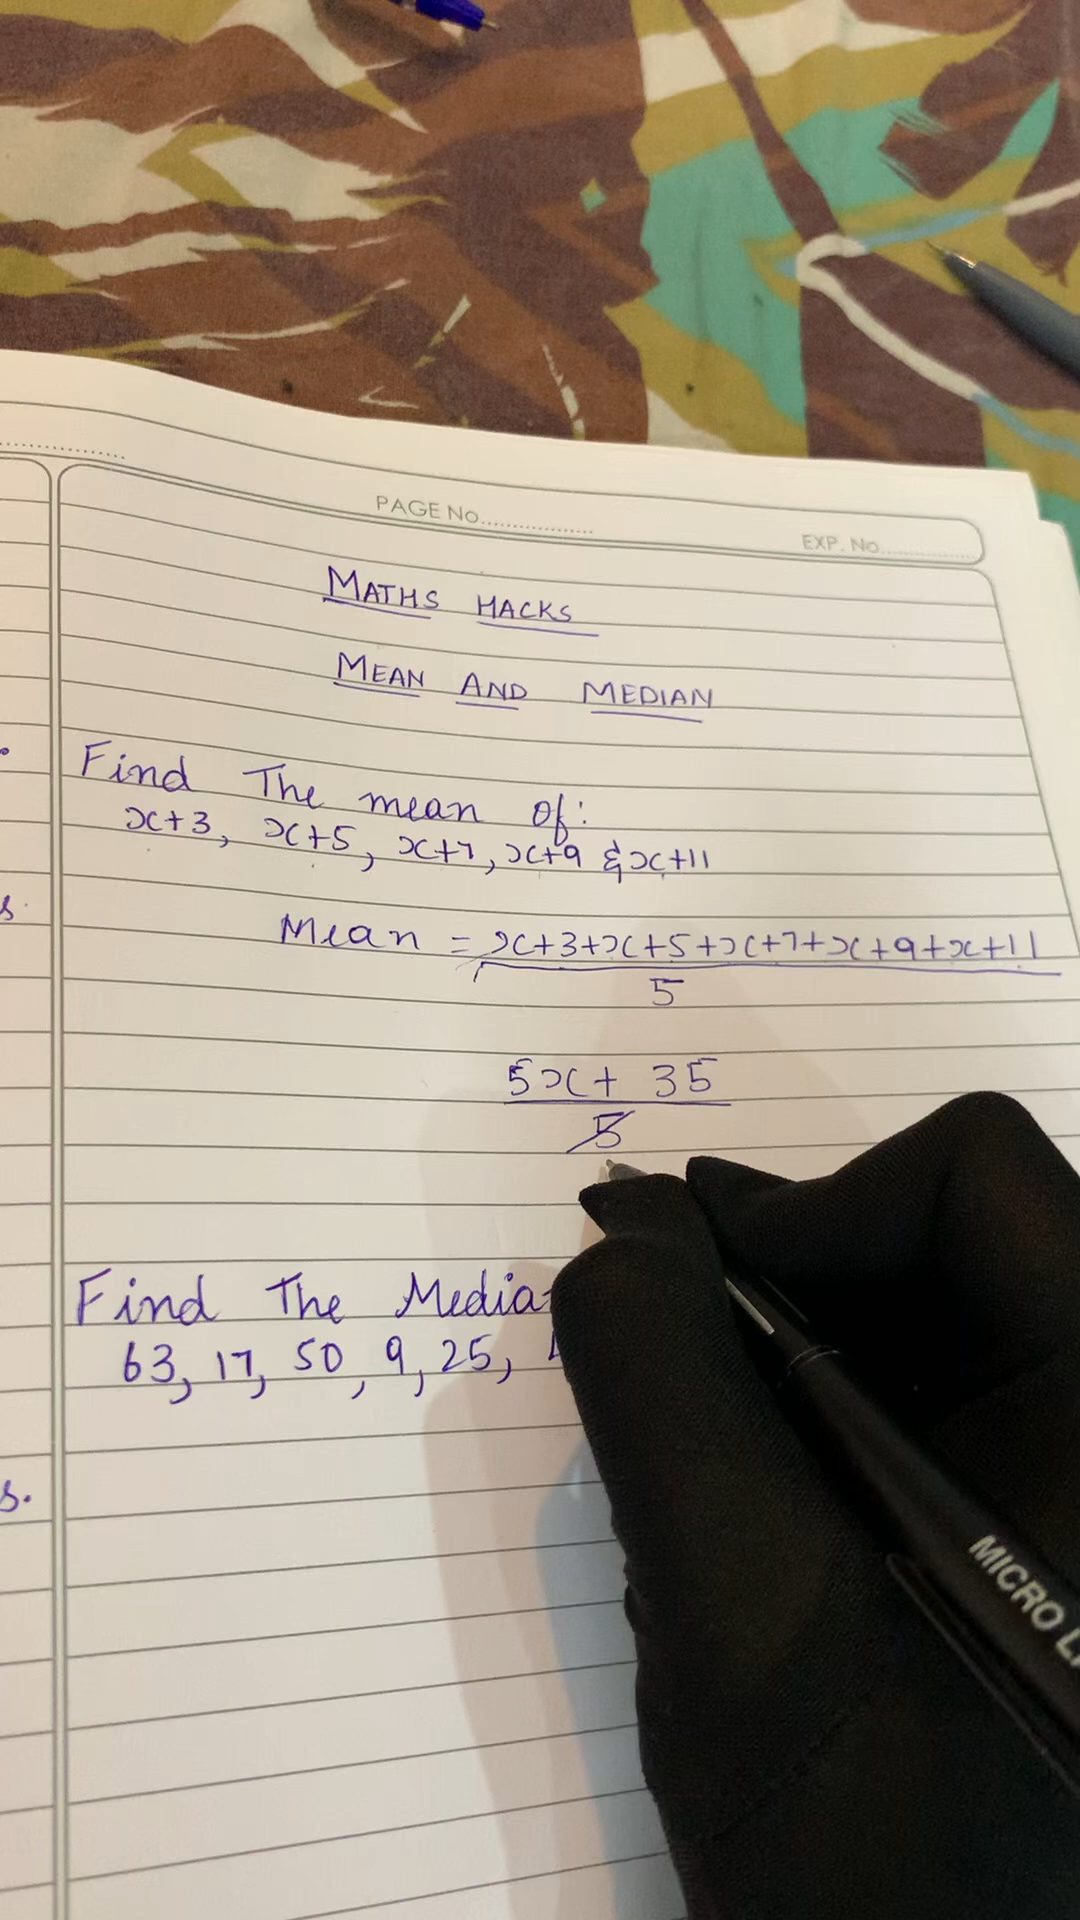 PAGE No.
EXP. No.
MATHS HACKS
MEAN AND MEDIAN
Find The mean Of:
x+3, x+5, x+7, x+9 & x+11
s.
Mean = x+3+x+5+x+7+x+9+x+11
5
5x+ 35
5
Find The
63, 17, 50, 9, 25,
s.
MICRO